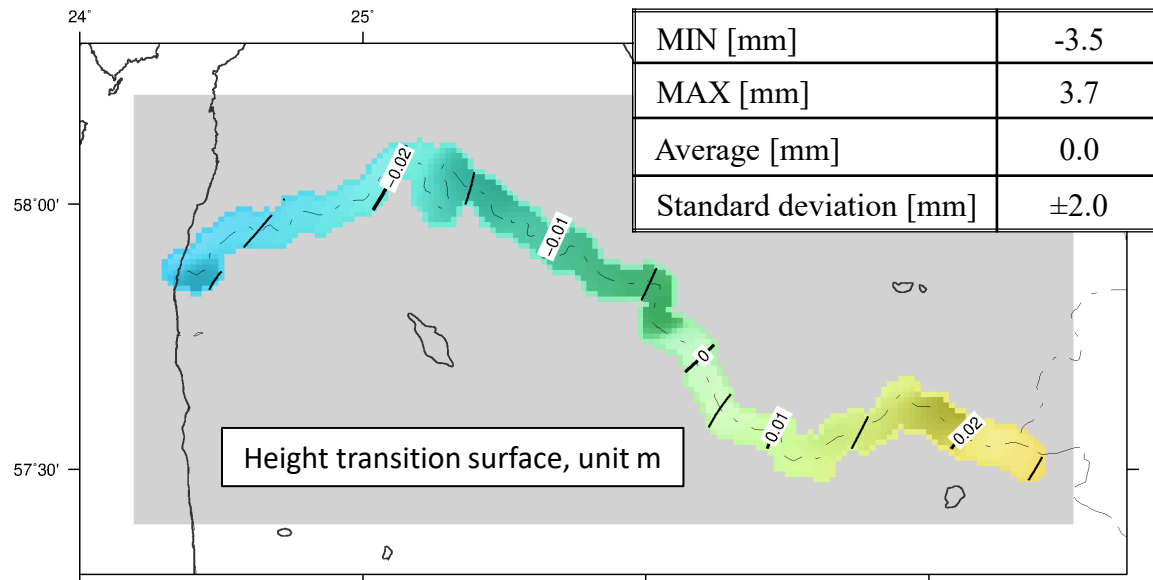 24˚
25˚
MIN [mm] -3.5
MAX [mm] 3.7
Average [mm] 0.0
Standard deviation [mm] ±2.0
58˚00'
57˚30'
−0.02
−0.01
0
0.01
0.02
Height transition surface, unit m